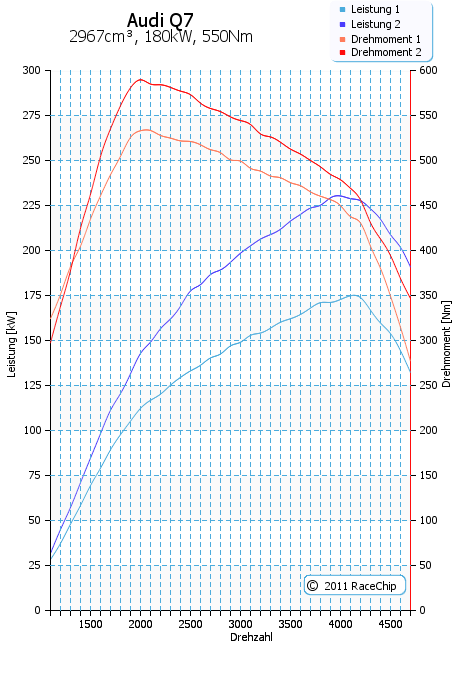 Audi Q7
2967cm³, 180kW, 550Nm
Leistung 1
Leistung 2
Drehmoment 1
Drehmoment 2
300
275
250
225
200
175
150
125
100
75
50
25
0
Leistung [kW]
600
550
500
450
400
350
300
250
200
150
100
50
0
Drehmoment [Nm]
1500 2000 2500 3000 3500 4000 4500
Drehzahl
© 2011 RaceChip